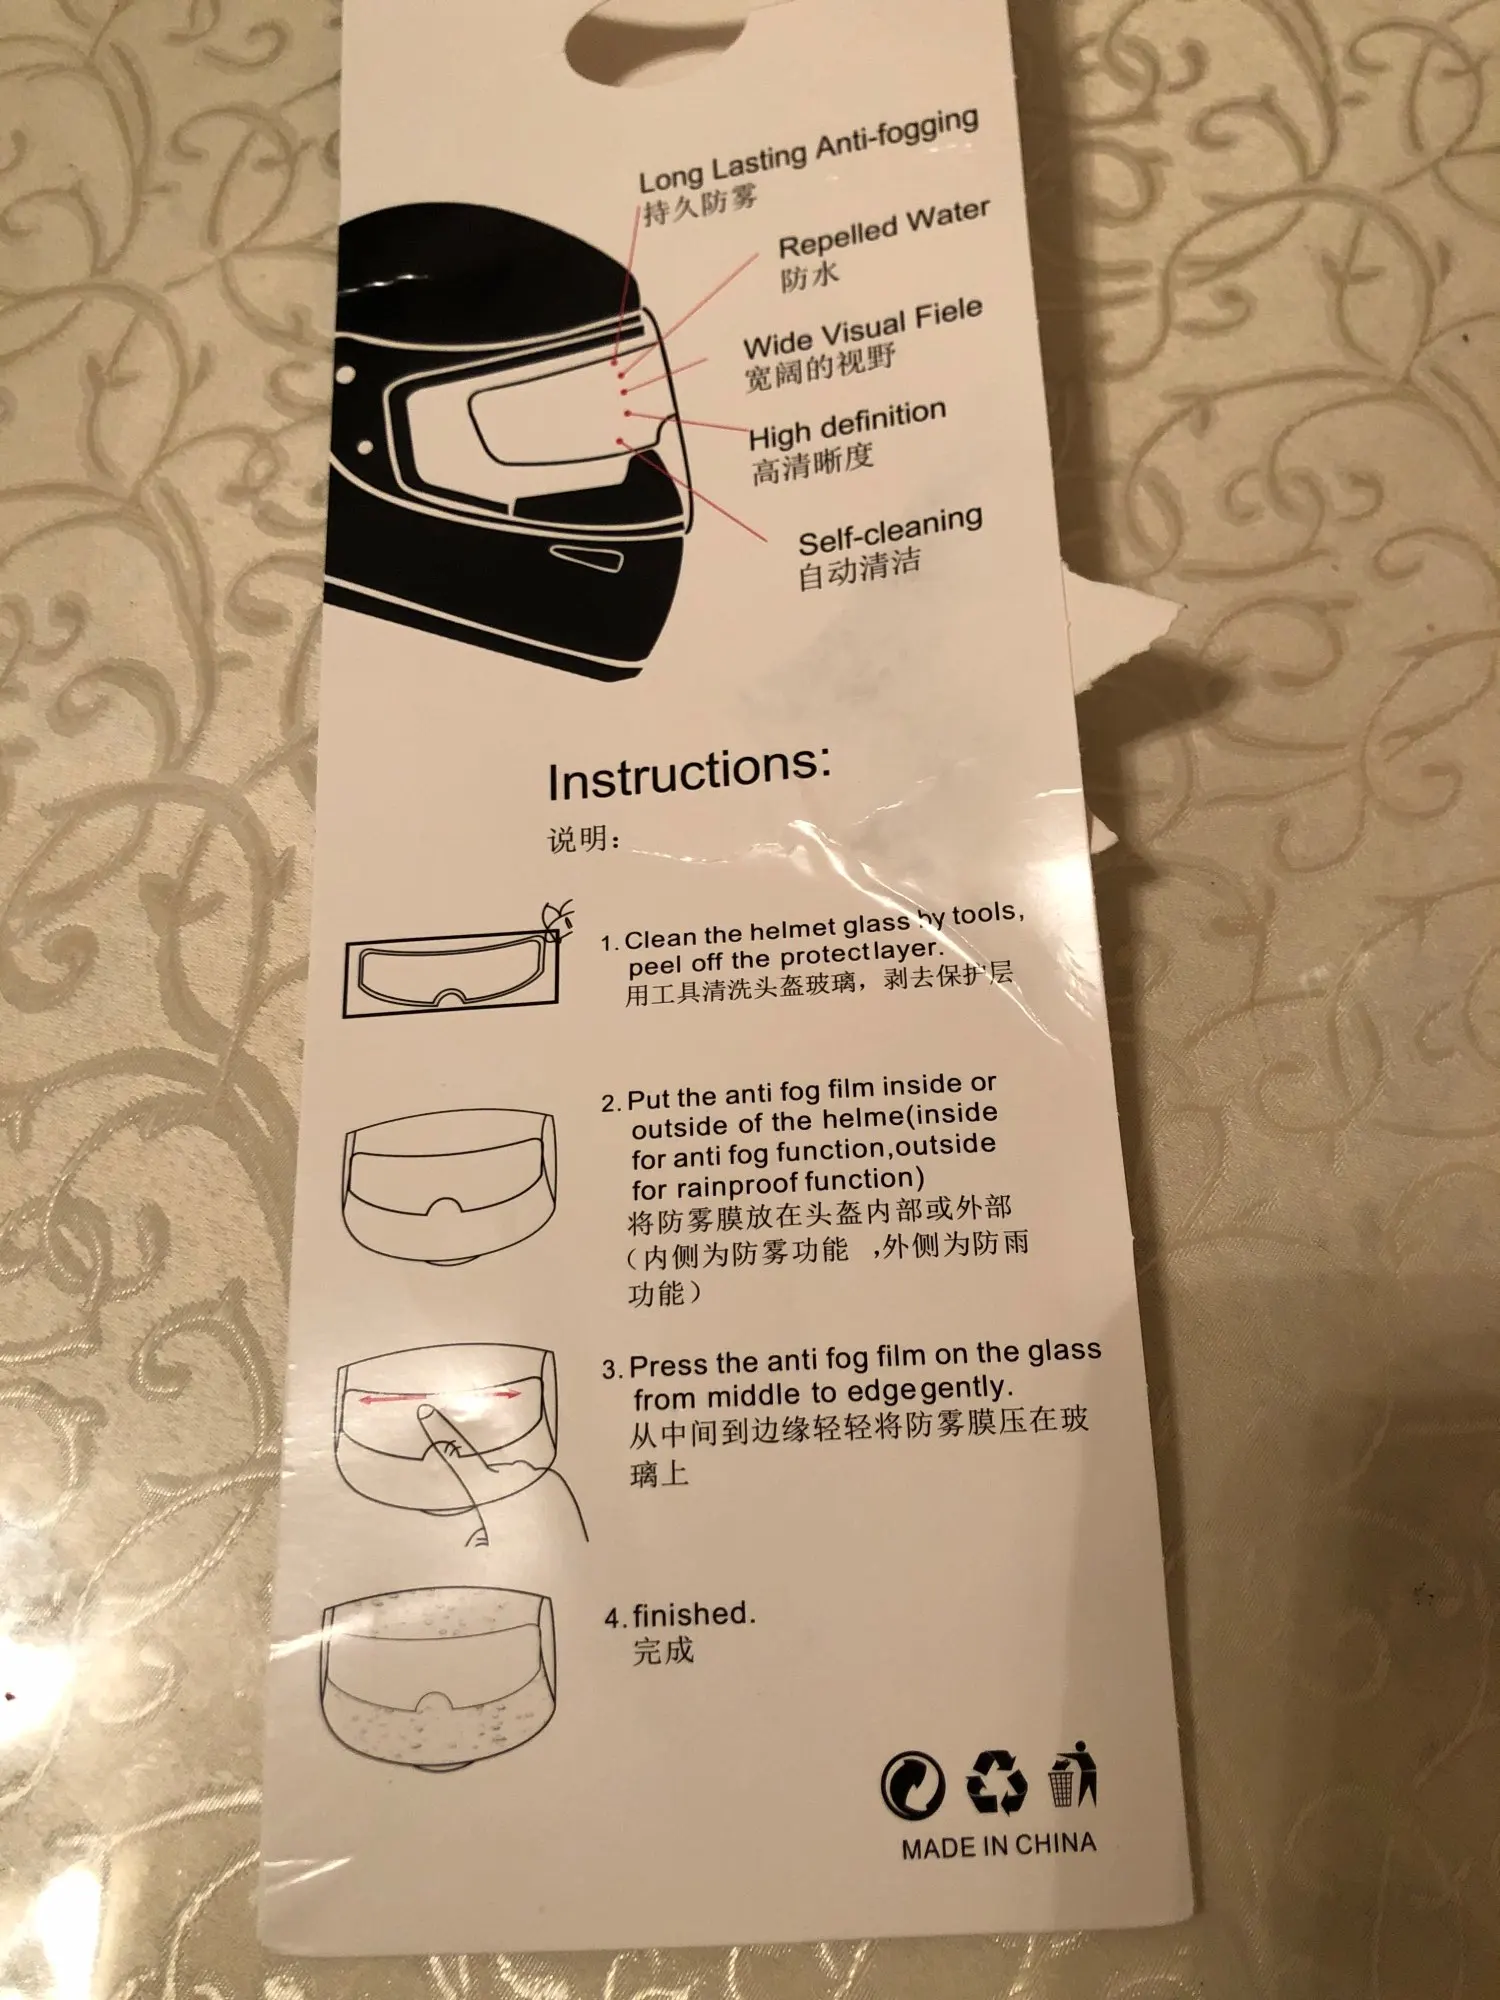 Long Lasting Anti-fogging
持久防雾
Repelled Water
防水
Wide Visual Fiele
宽阔的视野
High definition
高清晰度
Self-cleaning
自动清洁
Instructions:
说明：
1. Clean the helmet glass by tools,
peel off the protect layer.
用工具清洗头盔玻璃，剥去保护层
2. Put the anti fog film inside or
outside of the helme(inside
for anti fog function,outside
for rainproof function)
将防雾膜放在头盔内部或外部
（内侧为防雾功能 ,外侧为防雨
功能）
3. Press the anti fog film on the glass
from middle to edge gently.
从中间到边缘轻轻将防雾膜压在玻
璃上
4. finished.
完成
MADE IN CHINA